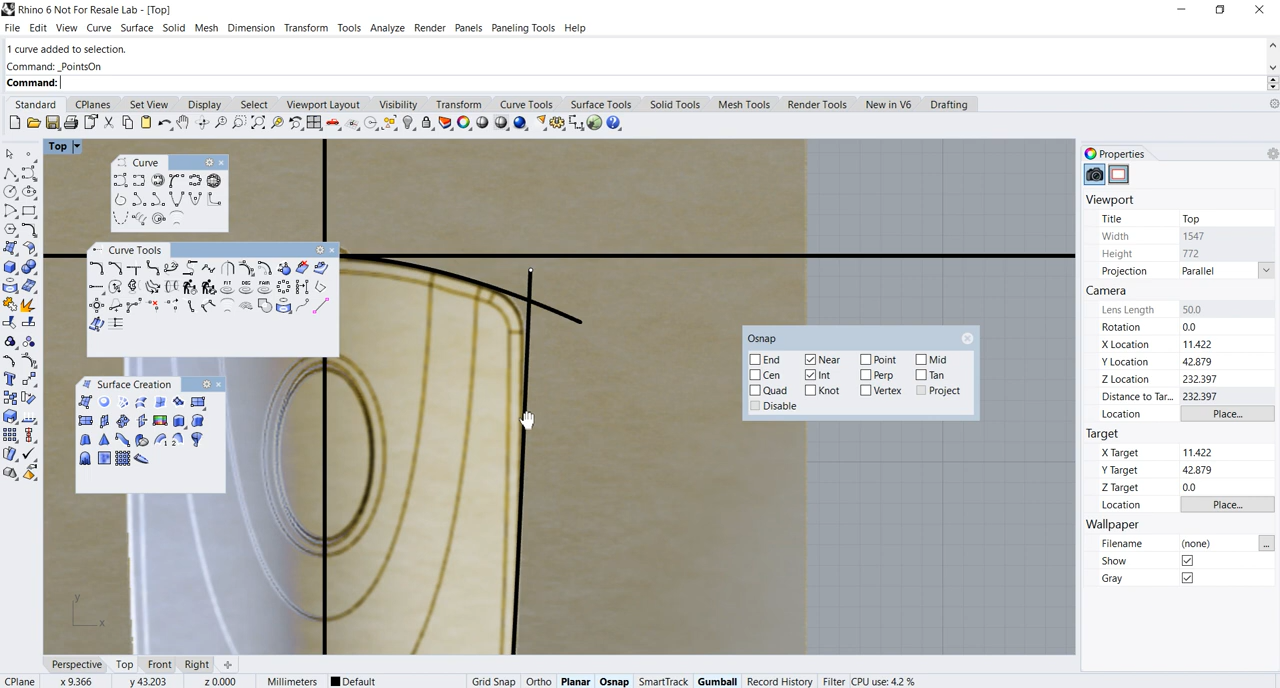 Rhino 6 Not For Resale Lab - [Top]
File Edit View Curve Surface Solid Mesh Dimension Transform Tools Analyze Render Panels Paneling Tools Help
1 curve added to selection.
Command: _PointsOn
Command:
Standard CPlanes Set View Display Select Viewport Layout Visibility Transform Curve Tools Surface Tools Solid Tools Mesh Tools Render Tools New in V6 Drafting
Top
Curve
Curve Tools
Surface Creation
Osnap
End Near Point Mid
Cen Int Perp Tan
Quad Knot Vertex Project
Disable
y
x
Properties
Viewport
Title Top
Width 1547
Height 772
Projection Parallel
Camera
Lens Length 50.0
Rotation 0.0
X Location 11.422
Y Location 42.879
Z Location 232.397
Distance to Tar... 232.397
Location Place...
Target
X Target 11.422
Y Target 42.879
Z Target 0.0
Location Place...
Wallpaper
Filename (none) ...
Show
Gray
Perspective Top Front Right
CPlane x 9.366 y 43.203 z 0.000 Millimeters Default Grid Snap Ortho Planar Osnap SmartTrack Gumball Record History Filter CPU use: 4.2 %